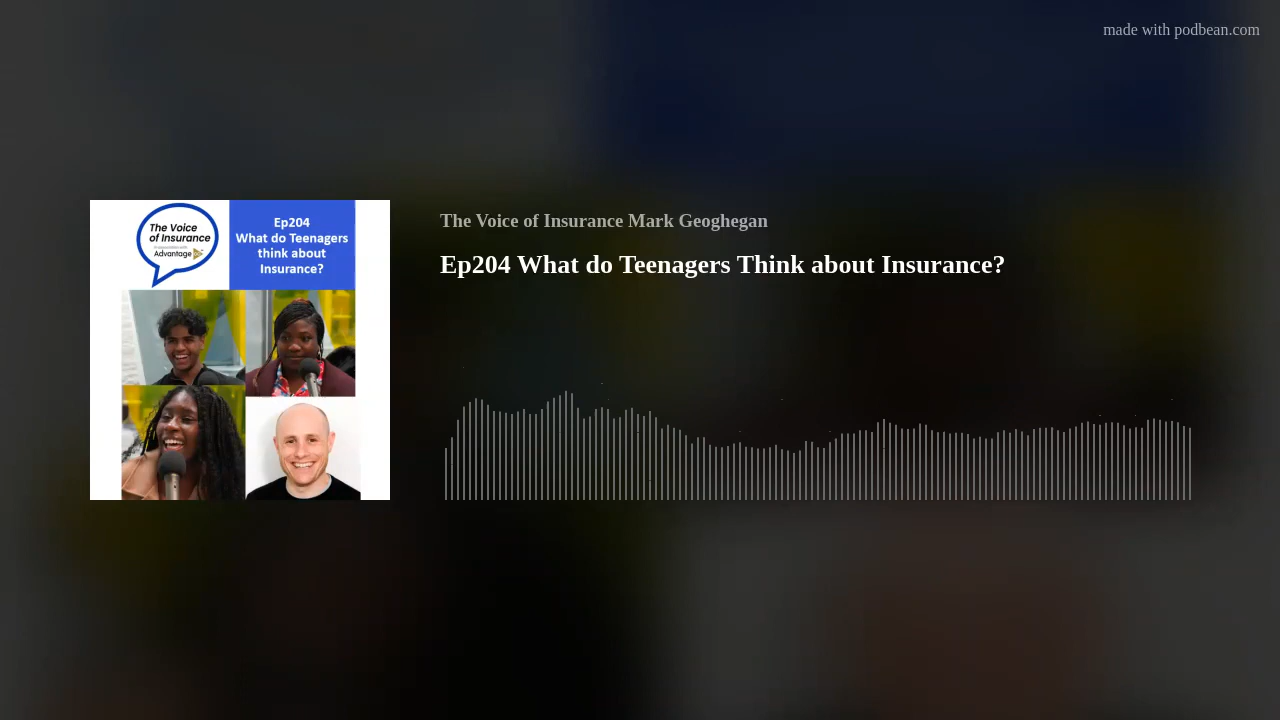 made with podbean.com
The Voice of Insurance Mark Geoghegan
Ep204 What do Teenagers Think about Insurance?
The Voice
of Insurance
Advantage
Ep204
What do Teenagers
think about
Insurance?